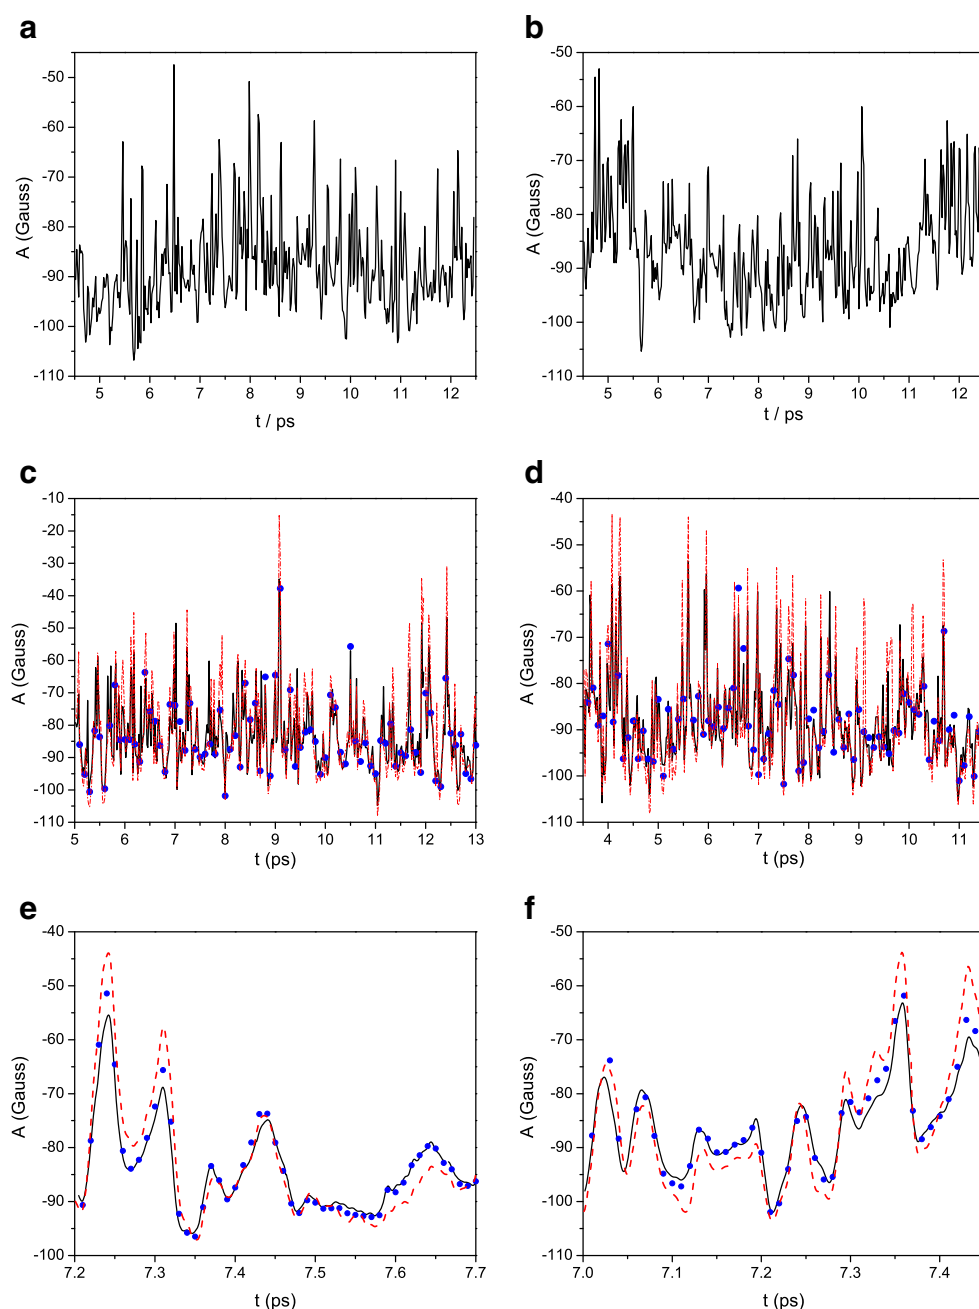 a
b
-50
-60
-70
-80
-90
-100
-110
A (Gauss)
5 6 7 8 9 10 11 12
t / ps
-50
-60
-70
-80
-90
-100
-110
A (Gauss)
5 6 7 8 9 10 11 12
t / ps
c
d
-10
-20
-30
-40
-50
-60
-70
-80
-90
-100
-110
A (Gauss)
5 6 7 8 9 10 11 12 13
t (ps)
-40
-50
-60
-70
-80
-90
-100
-110
A (Gauss)
4 5 6 7 8 9 10 11
t (ps)
e
f
-40
-50
-60
-70
-80
-90
-100
A (Gauss)
7.2 7.3 7.4 7.5 7.6 7.7
t (ps)
-50
-60
-70
-80
-90
-100
-110
A (Gauss)
7.0 7.1 7.2 7.3 7.4
t (ps)